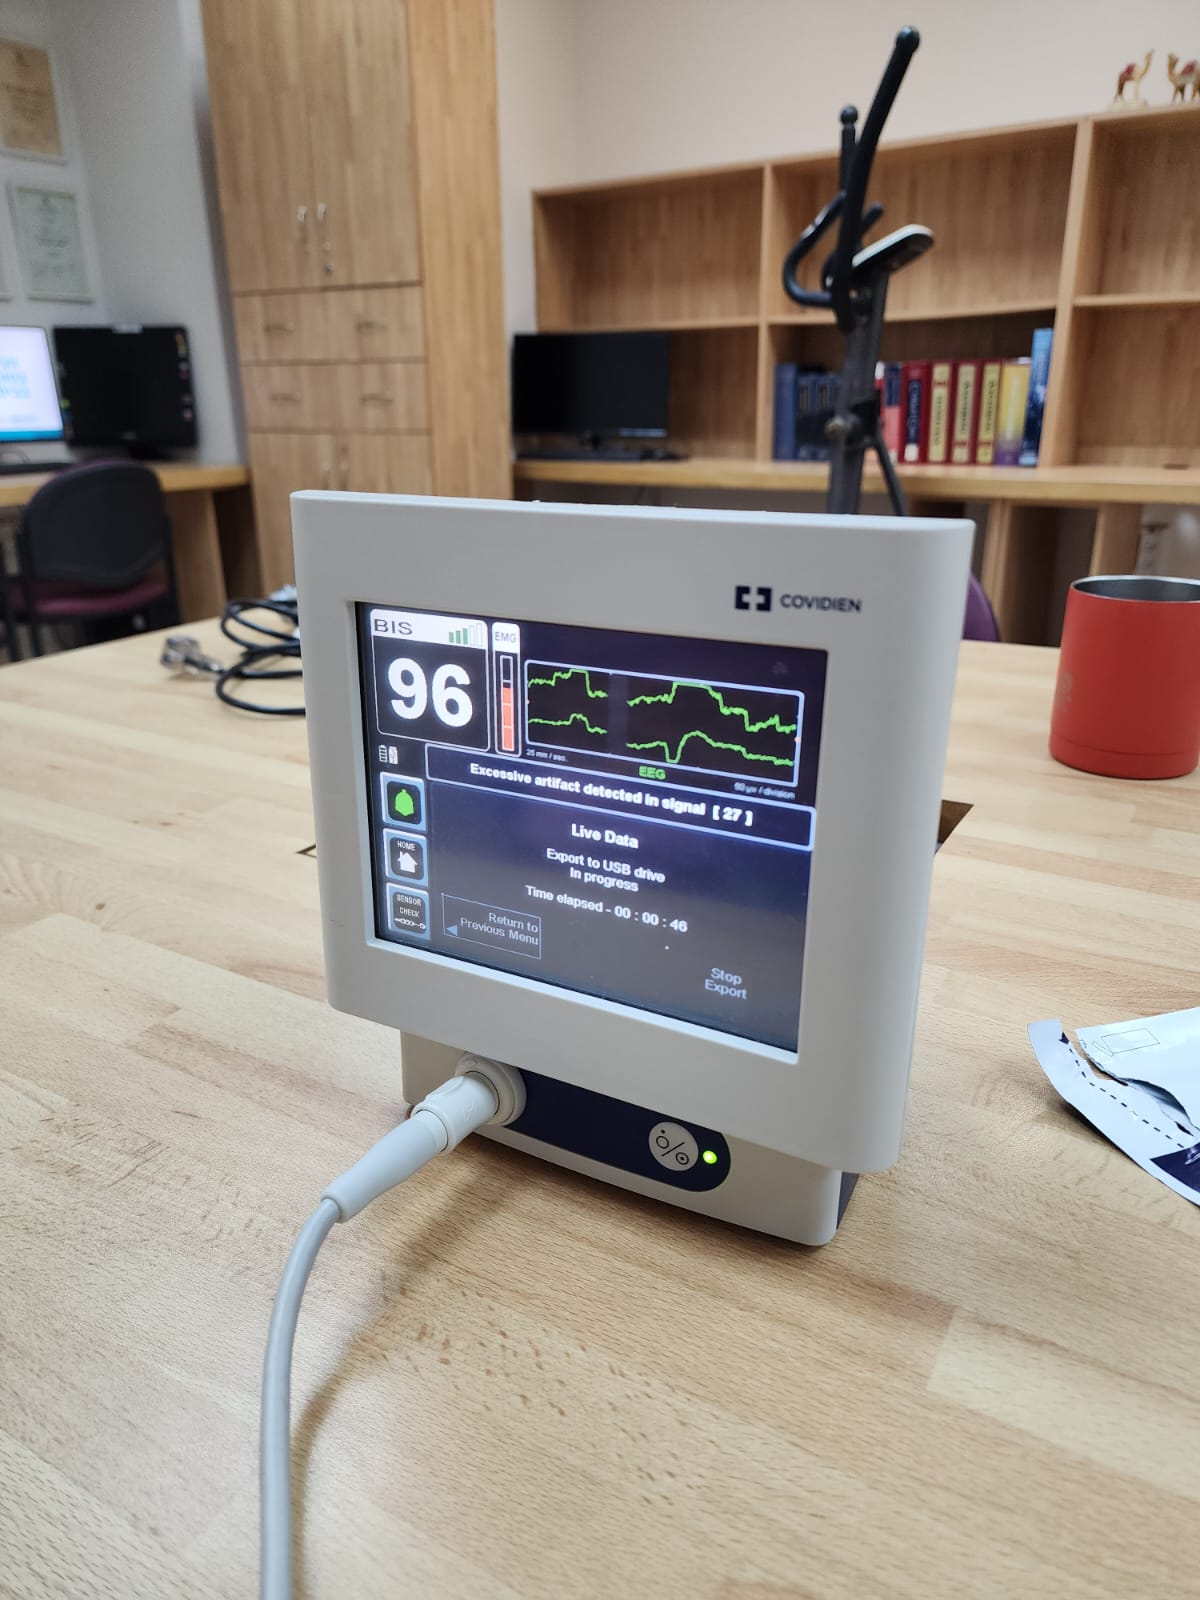 COVIDIEN
BIS
EMG
96
25 mm / sec.
EEG
50 µv / division
Excessive artifact detected in signal [ 27 ]
Live Data
Export to USB drive
In progress
Time elapsed - 00 : 00 : 46
HOME
SENSOR
CHECK
Return to
Previous Menu
Stop
Export